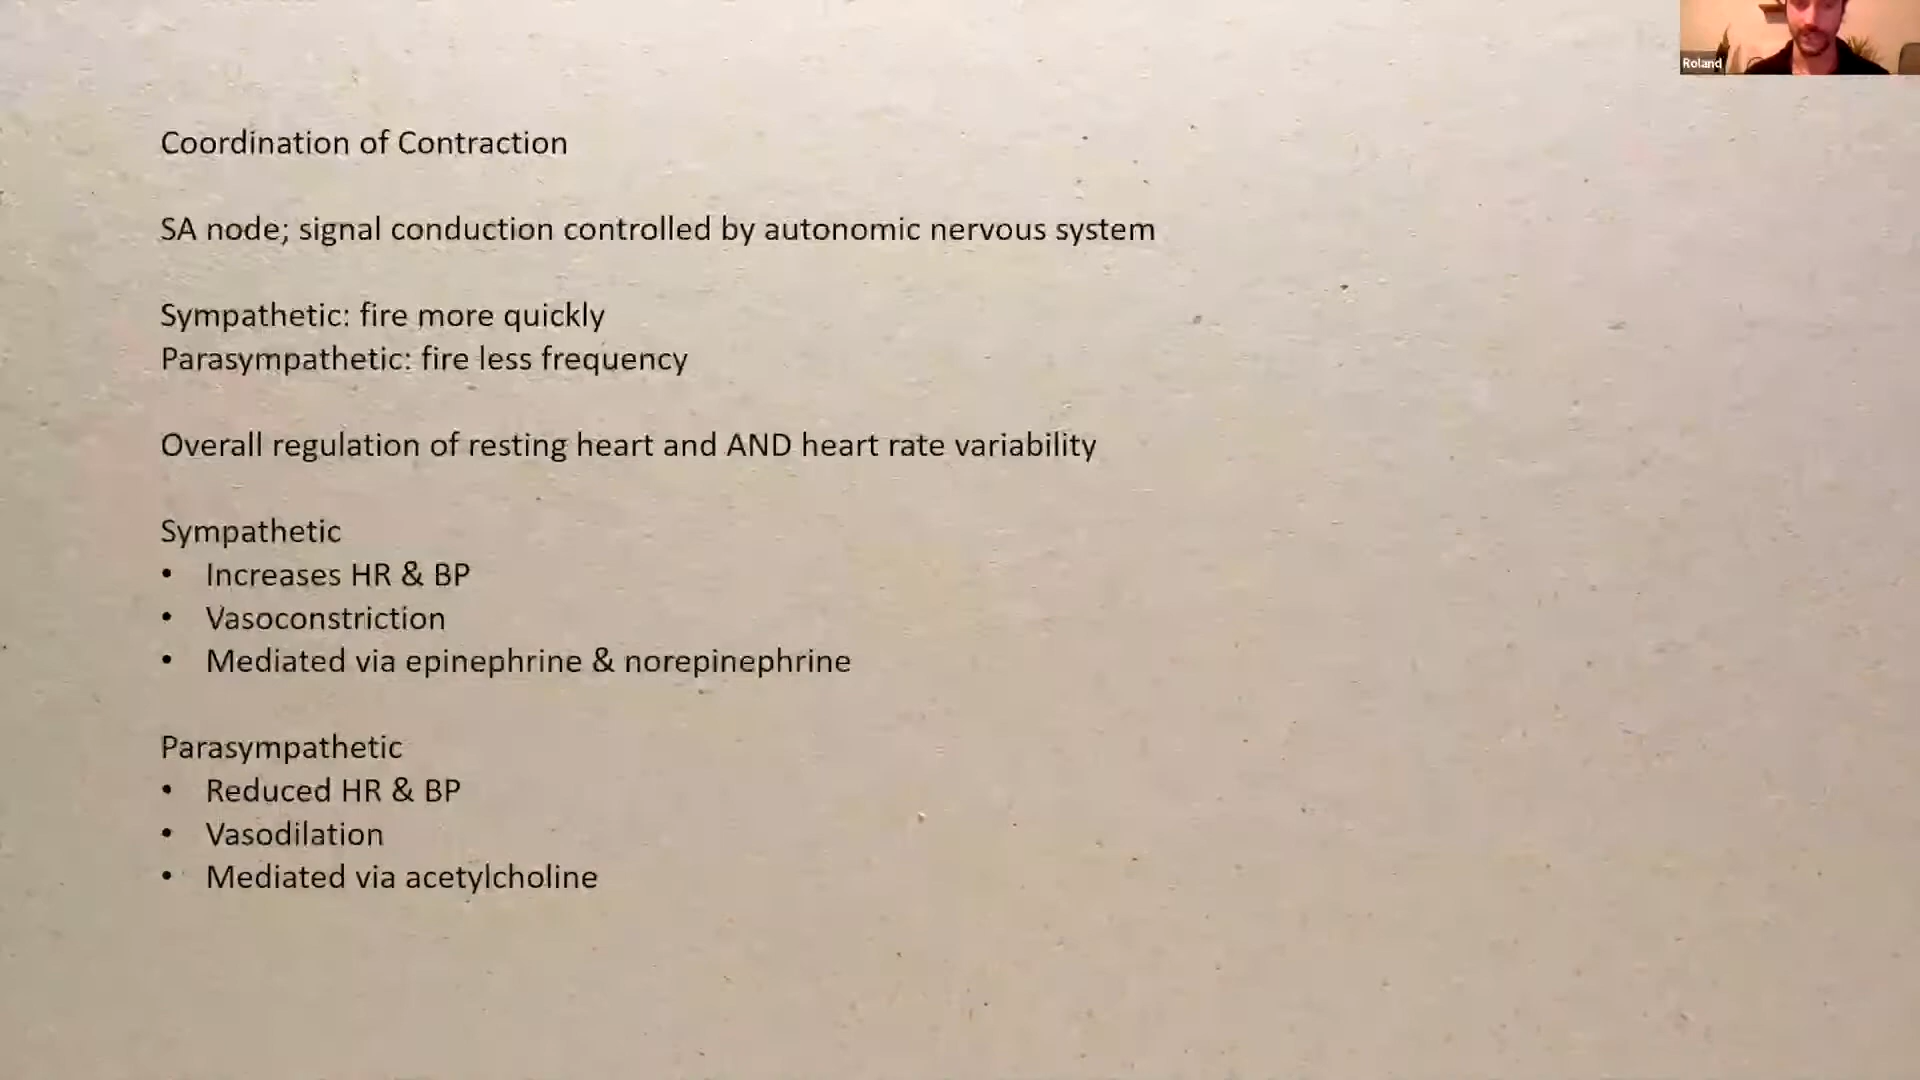 Roland
Coordination of Contraction
SA node; signal conduction controlled by autonomic nervous system
Sympathetic: fire more quickly
Parasympathetic: fire less frequency
Overall regulation of resting heart and AND heart rate variability
Sympathetic
• Increases HR & BP
• Vasoconstriction
• Mediated via epinephrine & norepinephrine
Parasympathetic
• Reduced HR & BP
• Vasodilation
• Mediated via acetylcholine